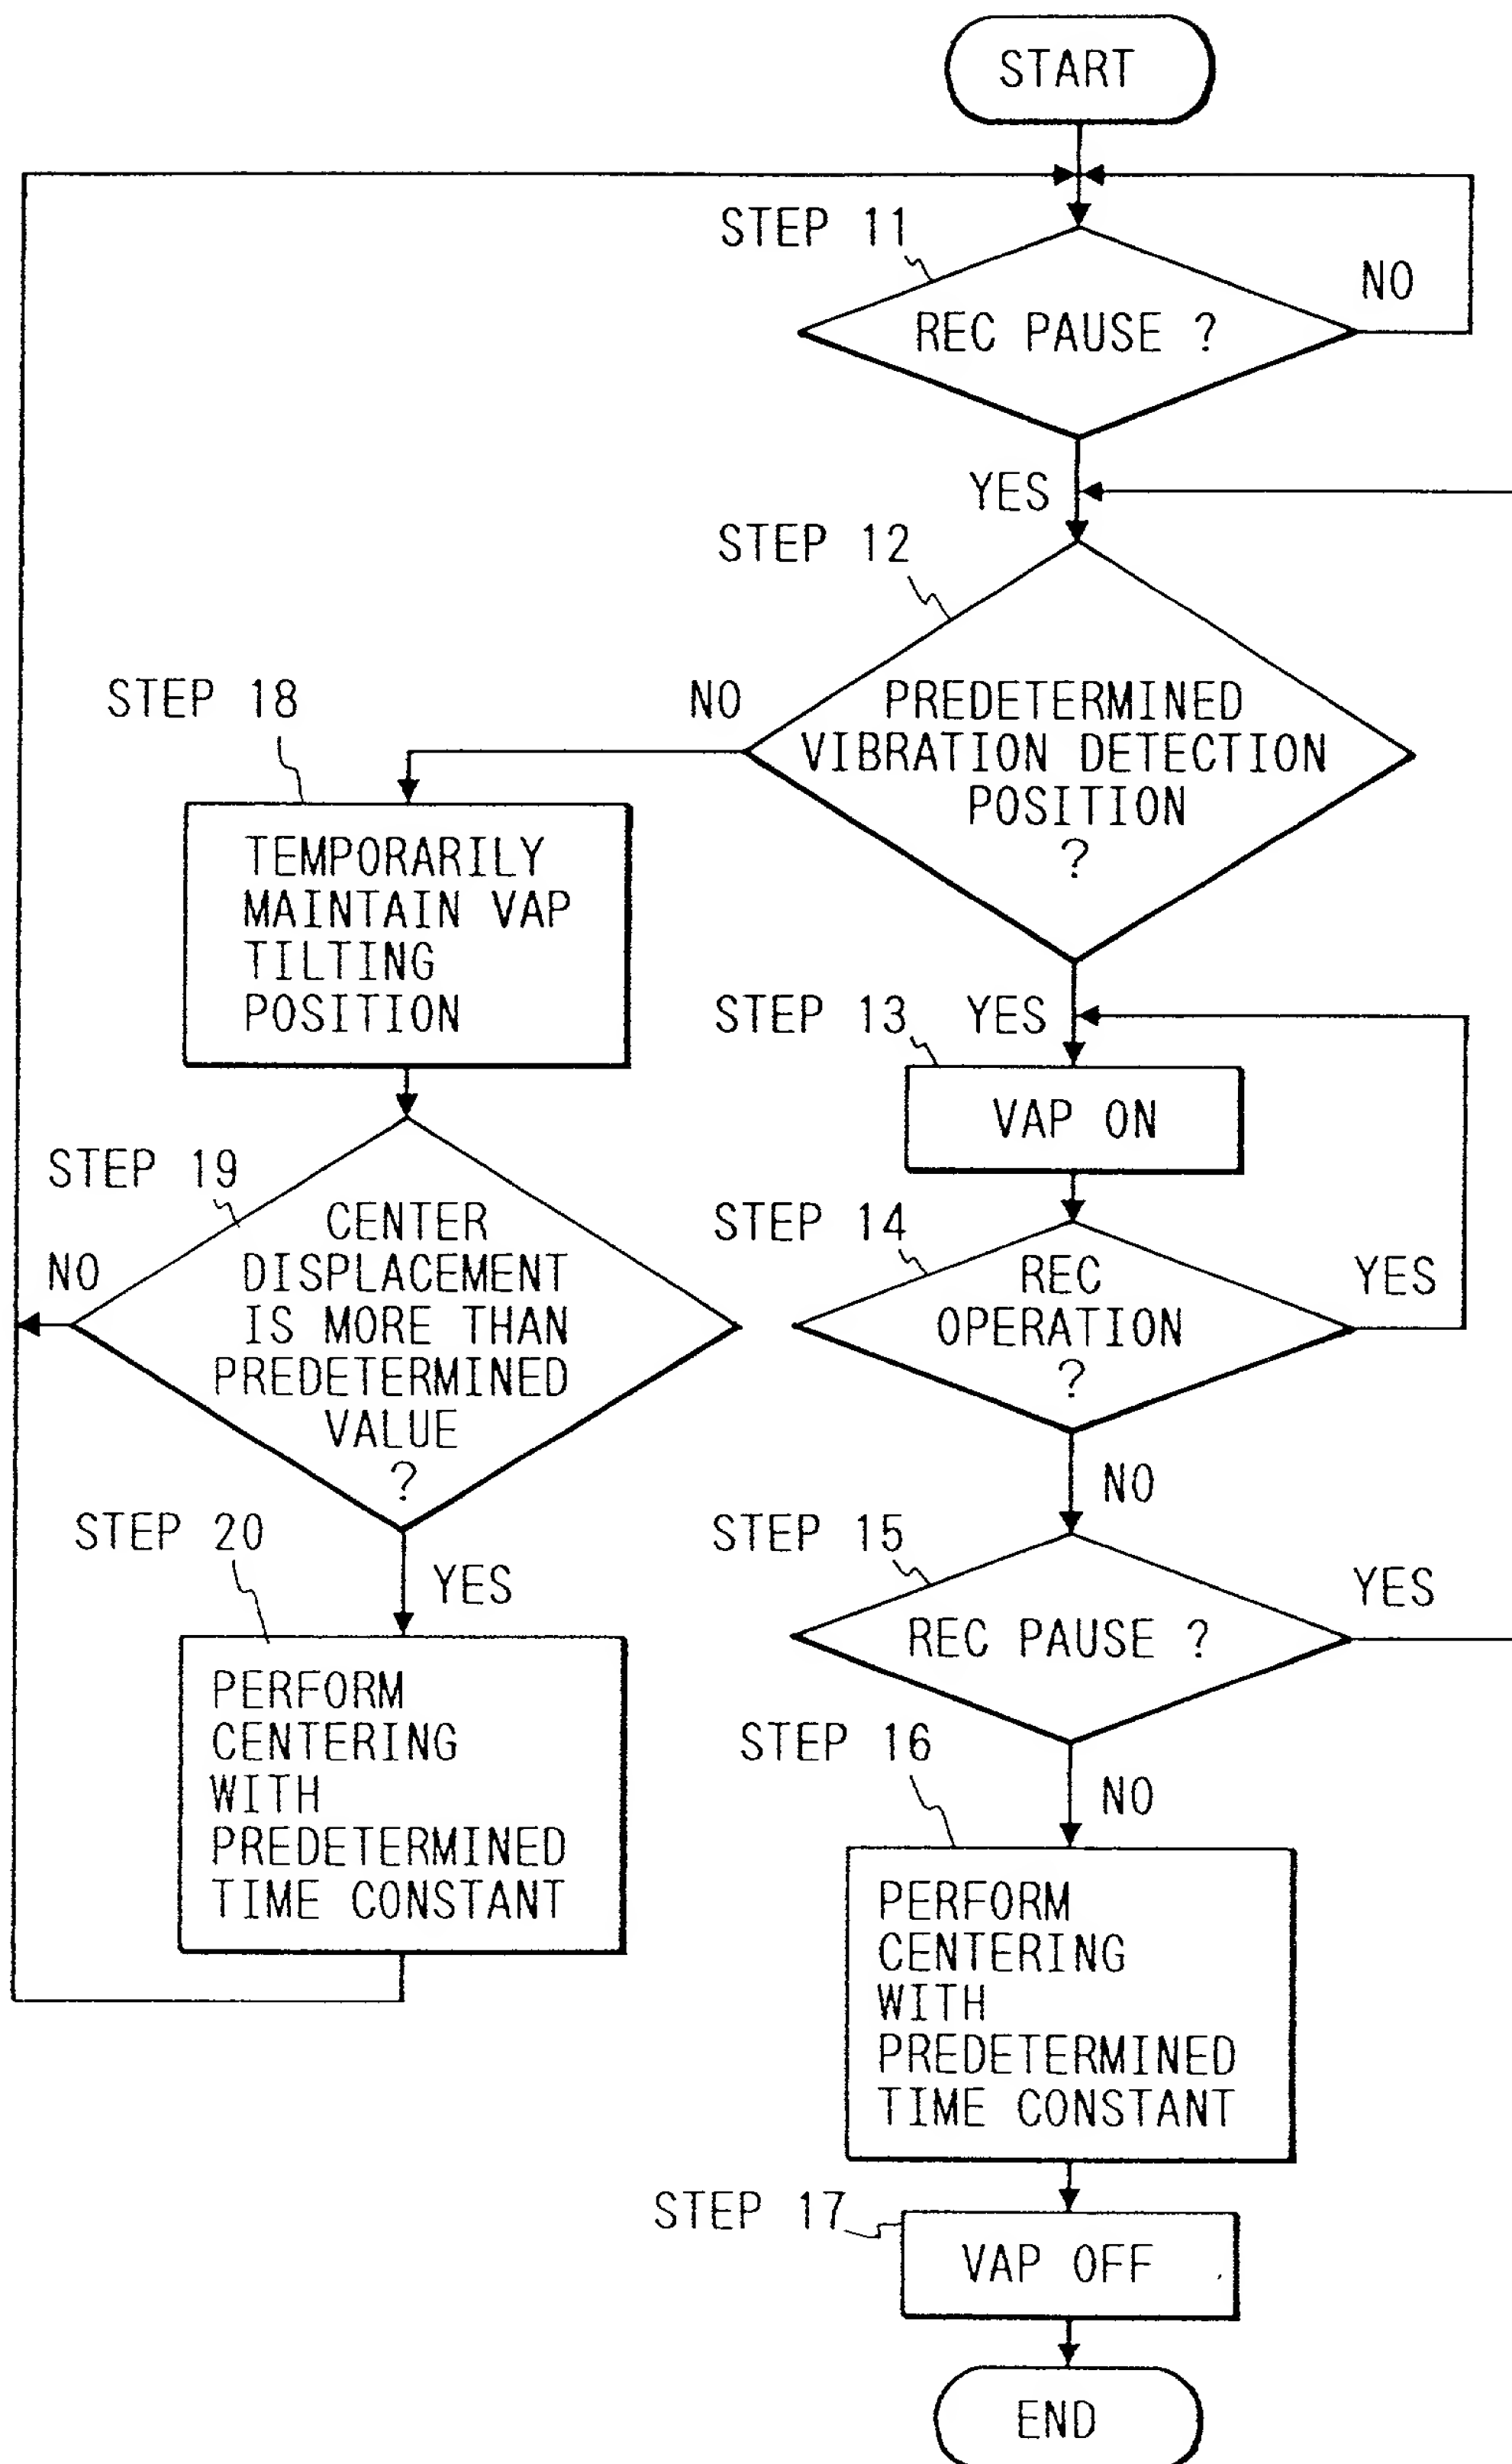 START
STEP 11
NO
REC PAUSE ?
YES
STEP 12
NO
PREDETERMINED
VIBRATION DETECTION
POSITION
?
STEP 18
TEMPORARILY
MAINTAIN VAP
TILTING
POSITION
STEP 13
YES
VAP ON
STEP 19
NO
CENTER
DISPLACEMENT
IS MORE THAN
PREDETERMINED
VALUE
?
STEP 14
REC
OPERATION
?
YES
NO
STEP 20
YES
PERFORM
CENTERING
WITH
PREDETERMINED
TIME CONSTANT
STEP 15
YES
REC PAUSE ?
STEP 16
NO
PERFORM
CENTERING
WITH
PREDETERMINED
TIME CONSTANT
STEP 17
VAP OFF
END